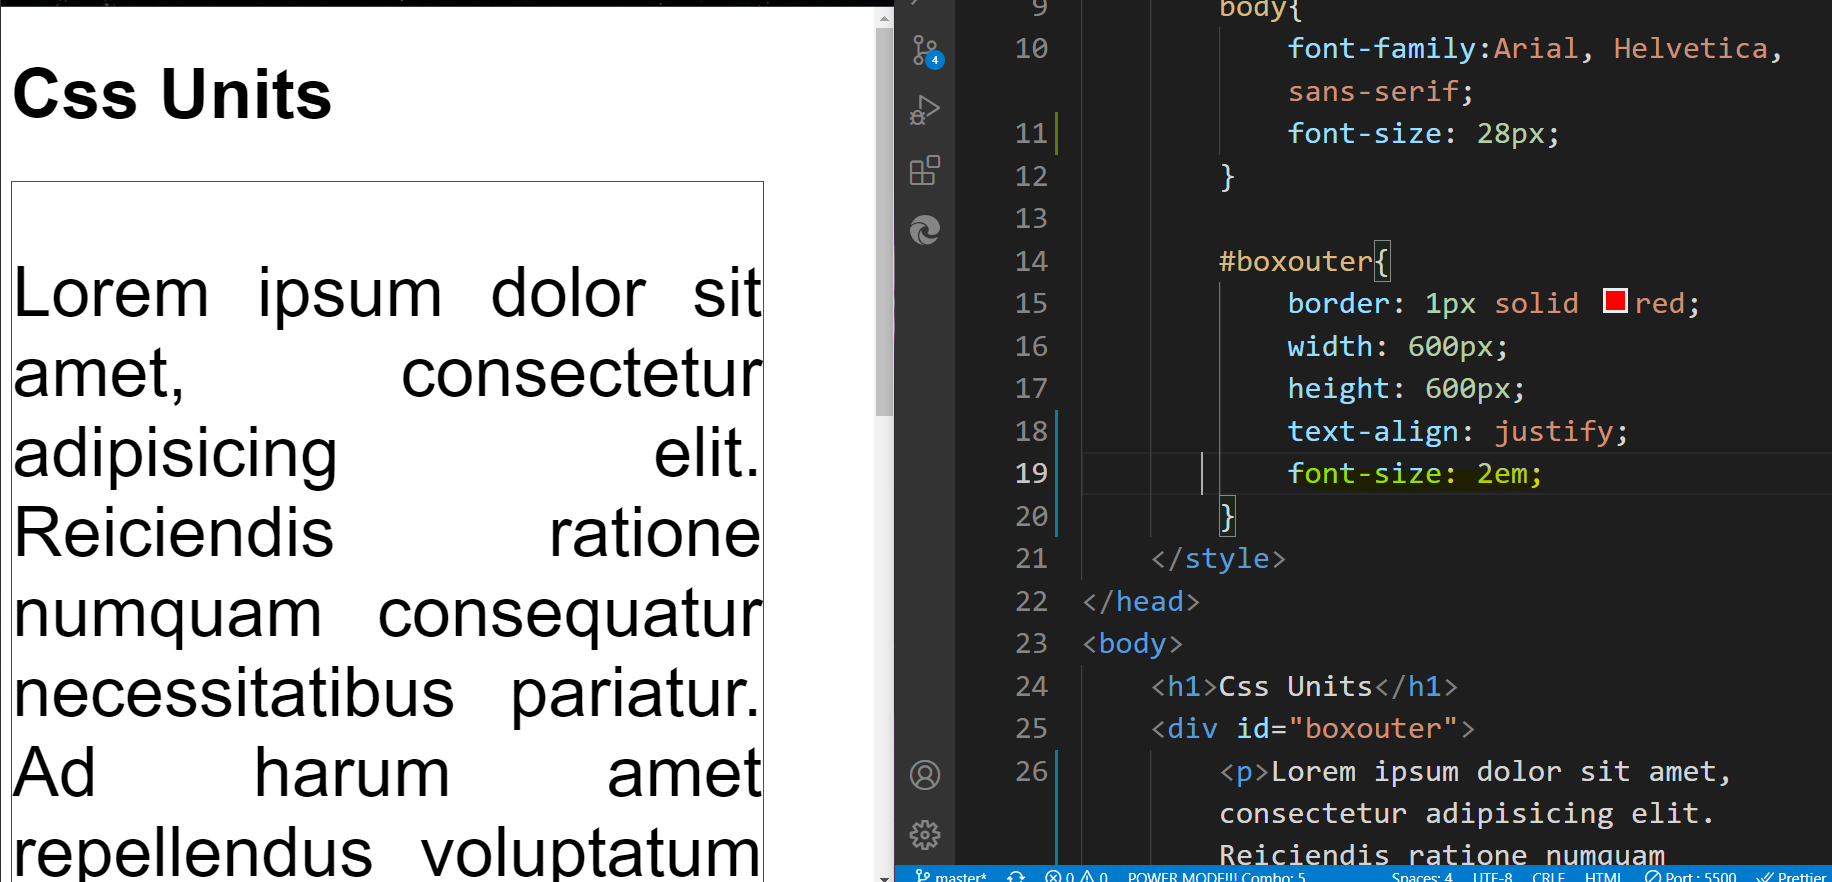 Css Units
Lorem ipsum dolor sit
amet, consectetur
adipisicing elit.
Reiciendis ratione
numquam consequatur
necessitatibus pariatur.
Ad harum amet
repellendus voluptatum
4
9 body{
10 font-family:Arial, Helvetica,
sans-serif;
11 font-size: 28px;
12 }
13
14 #boxouter{
15 border: 1px solid red;
16 width: 600px;
17 height: 600px;
18 text-align: justify;
19 font-size: 2em;
20 }
21 </style>
22 </head>
23 <body>
24 <h1>Css Units</h1>
25 <div id="boxouter">
26 <p>Lorem ipsum dolor sit amet,
consectetur adipisicing elit.
Reiciendis ratione numquam
master* 0 0 POWER MODE!!! Combo: 5 Spaces: 4 UTF-8 CRLF HTML Port : 5500 Prettier